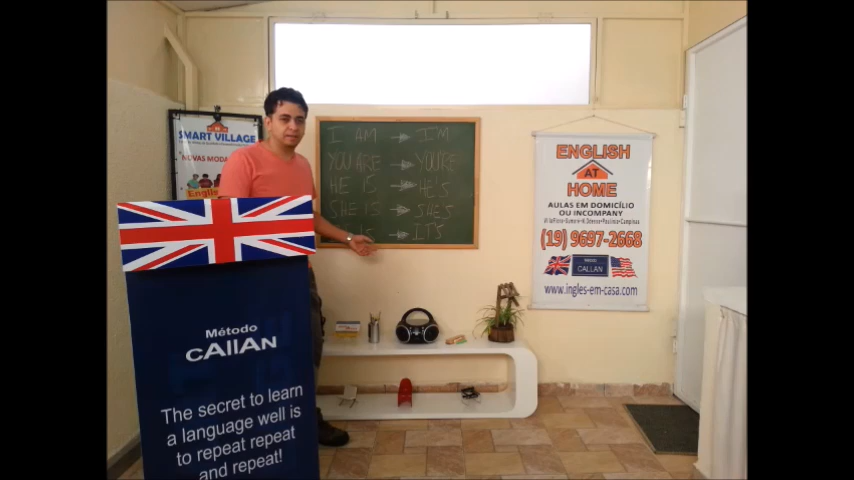 SMART VILLAGE
English
I AM → I'M
YOU ARE → YOU'RE
HE IS → HE'S
SHE IS → SHE'S
IS → IT'S
ENGLISH
AT
HOME
AULAS EM DOMICÍLIO
OU INCOMPANY
(19) 9697-2668
CALLAN
www.ingles-em-casa.com
Método
CAllAN
The secret to learn
a language well is
to repeat repeat
and repeat!